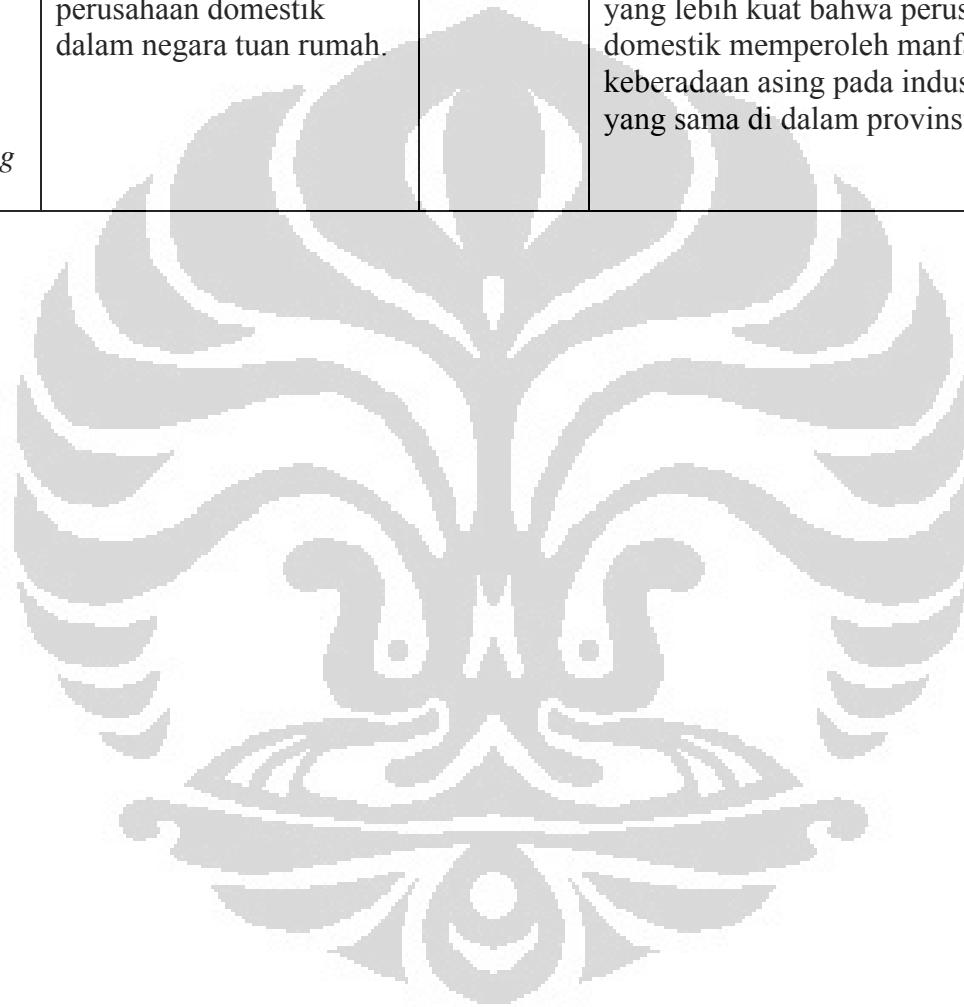 perusahaan domestik
dalam negara tuan rumah.
g
yang lebih kuat bahwa perus
domestik memperoleh manf
keberadaan asing pada indus
yang sama di dalam provins